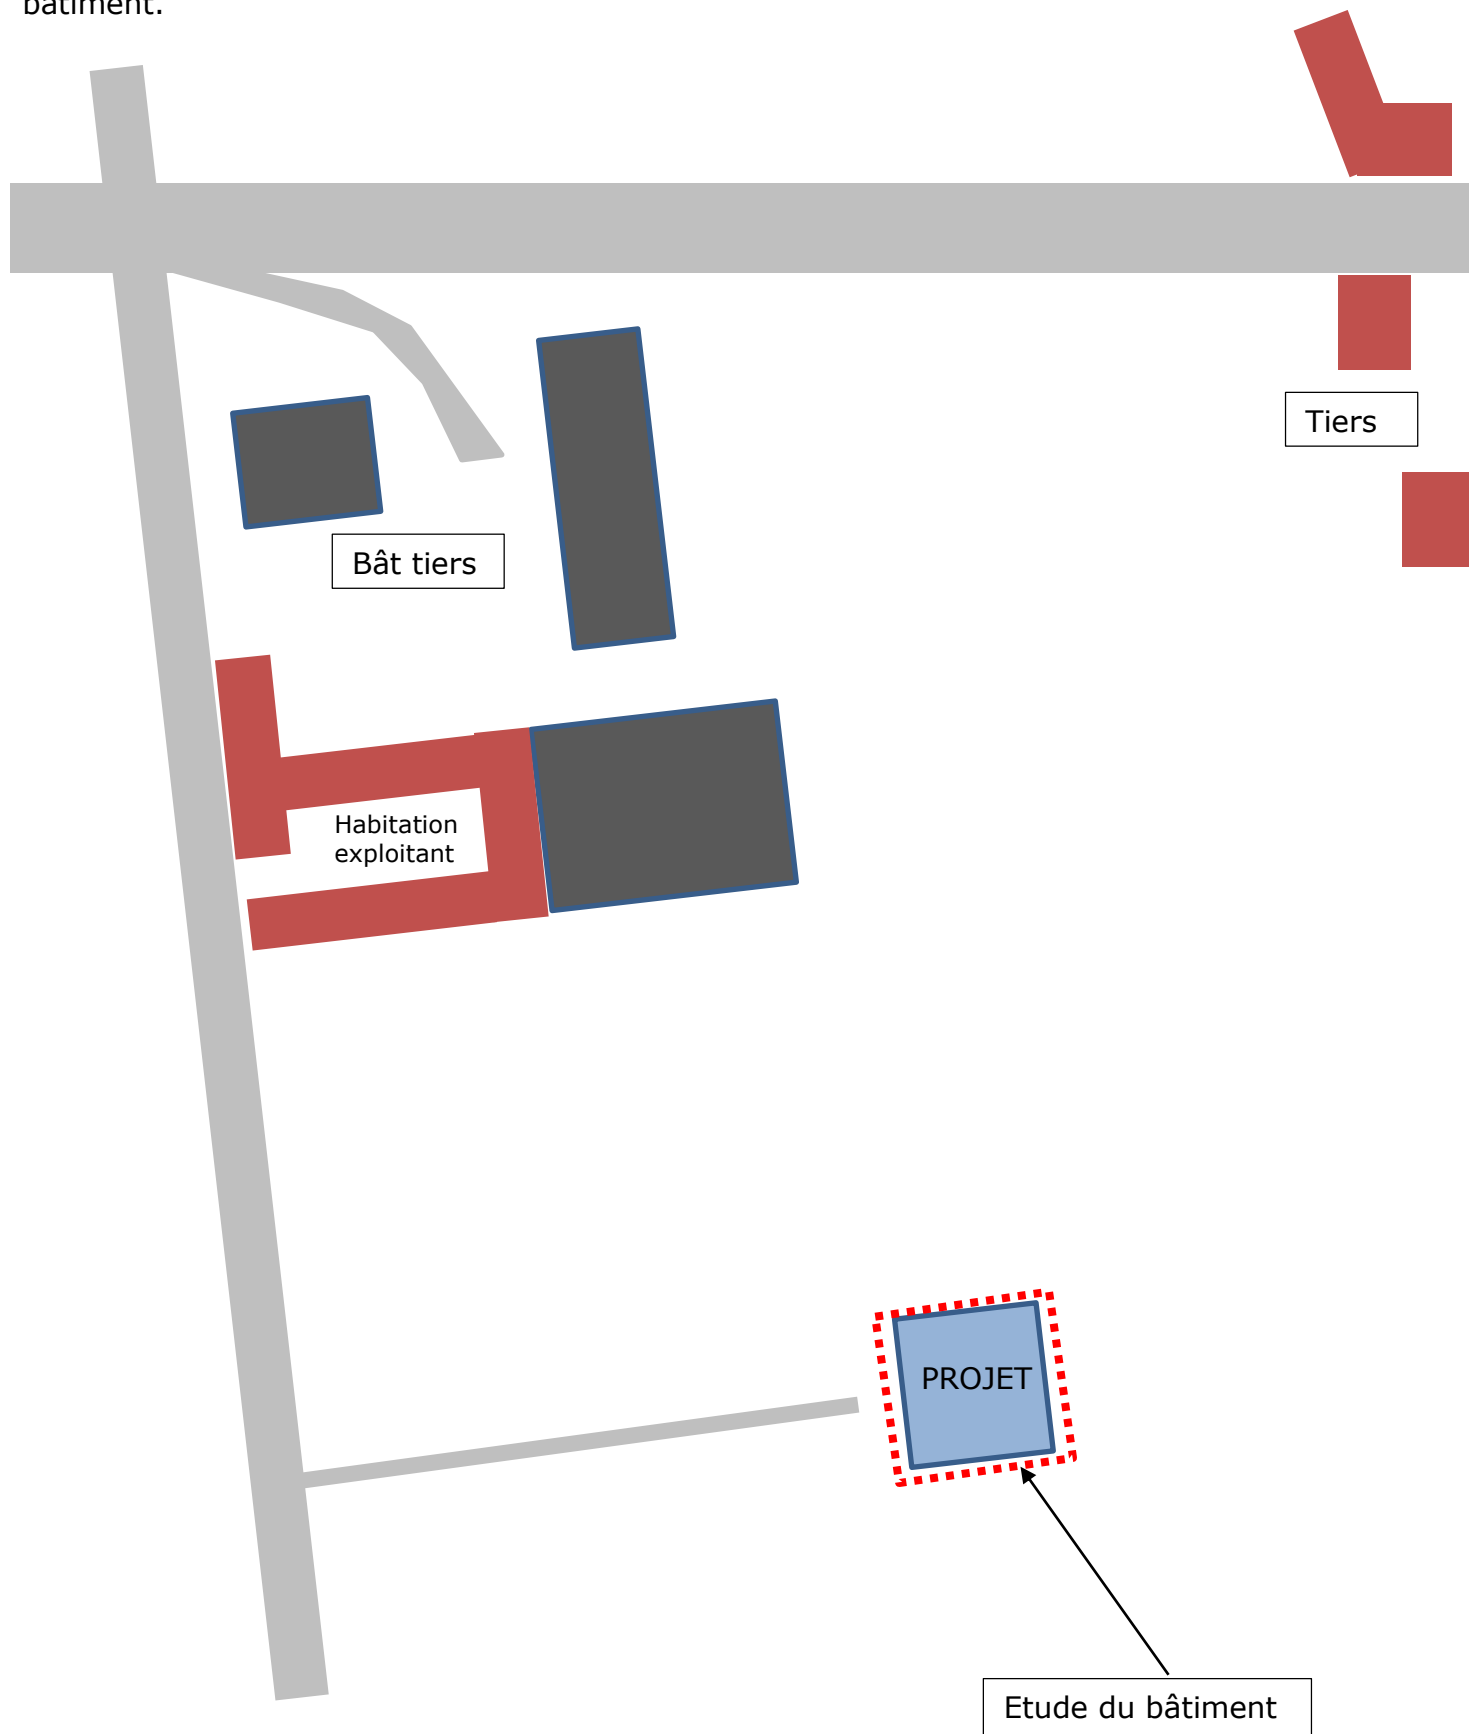 bâtiment.
Tiers
Bât tiers
Habitation
exploitant
PROJET
Etude du bâtiment